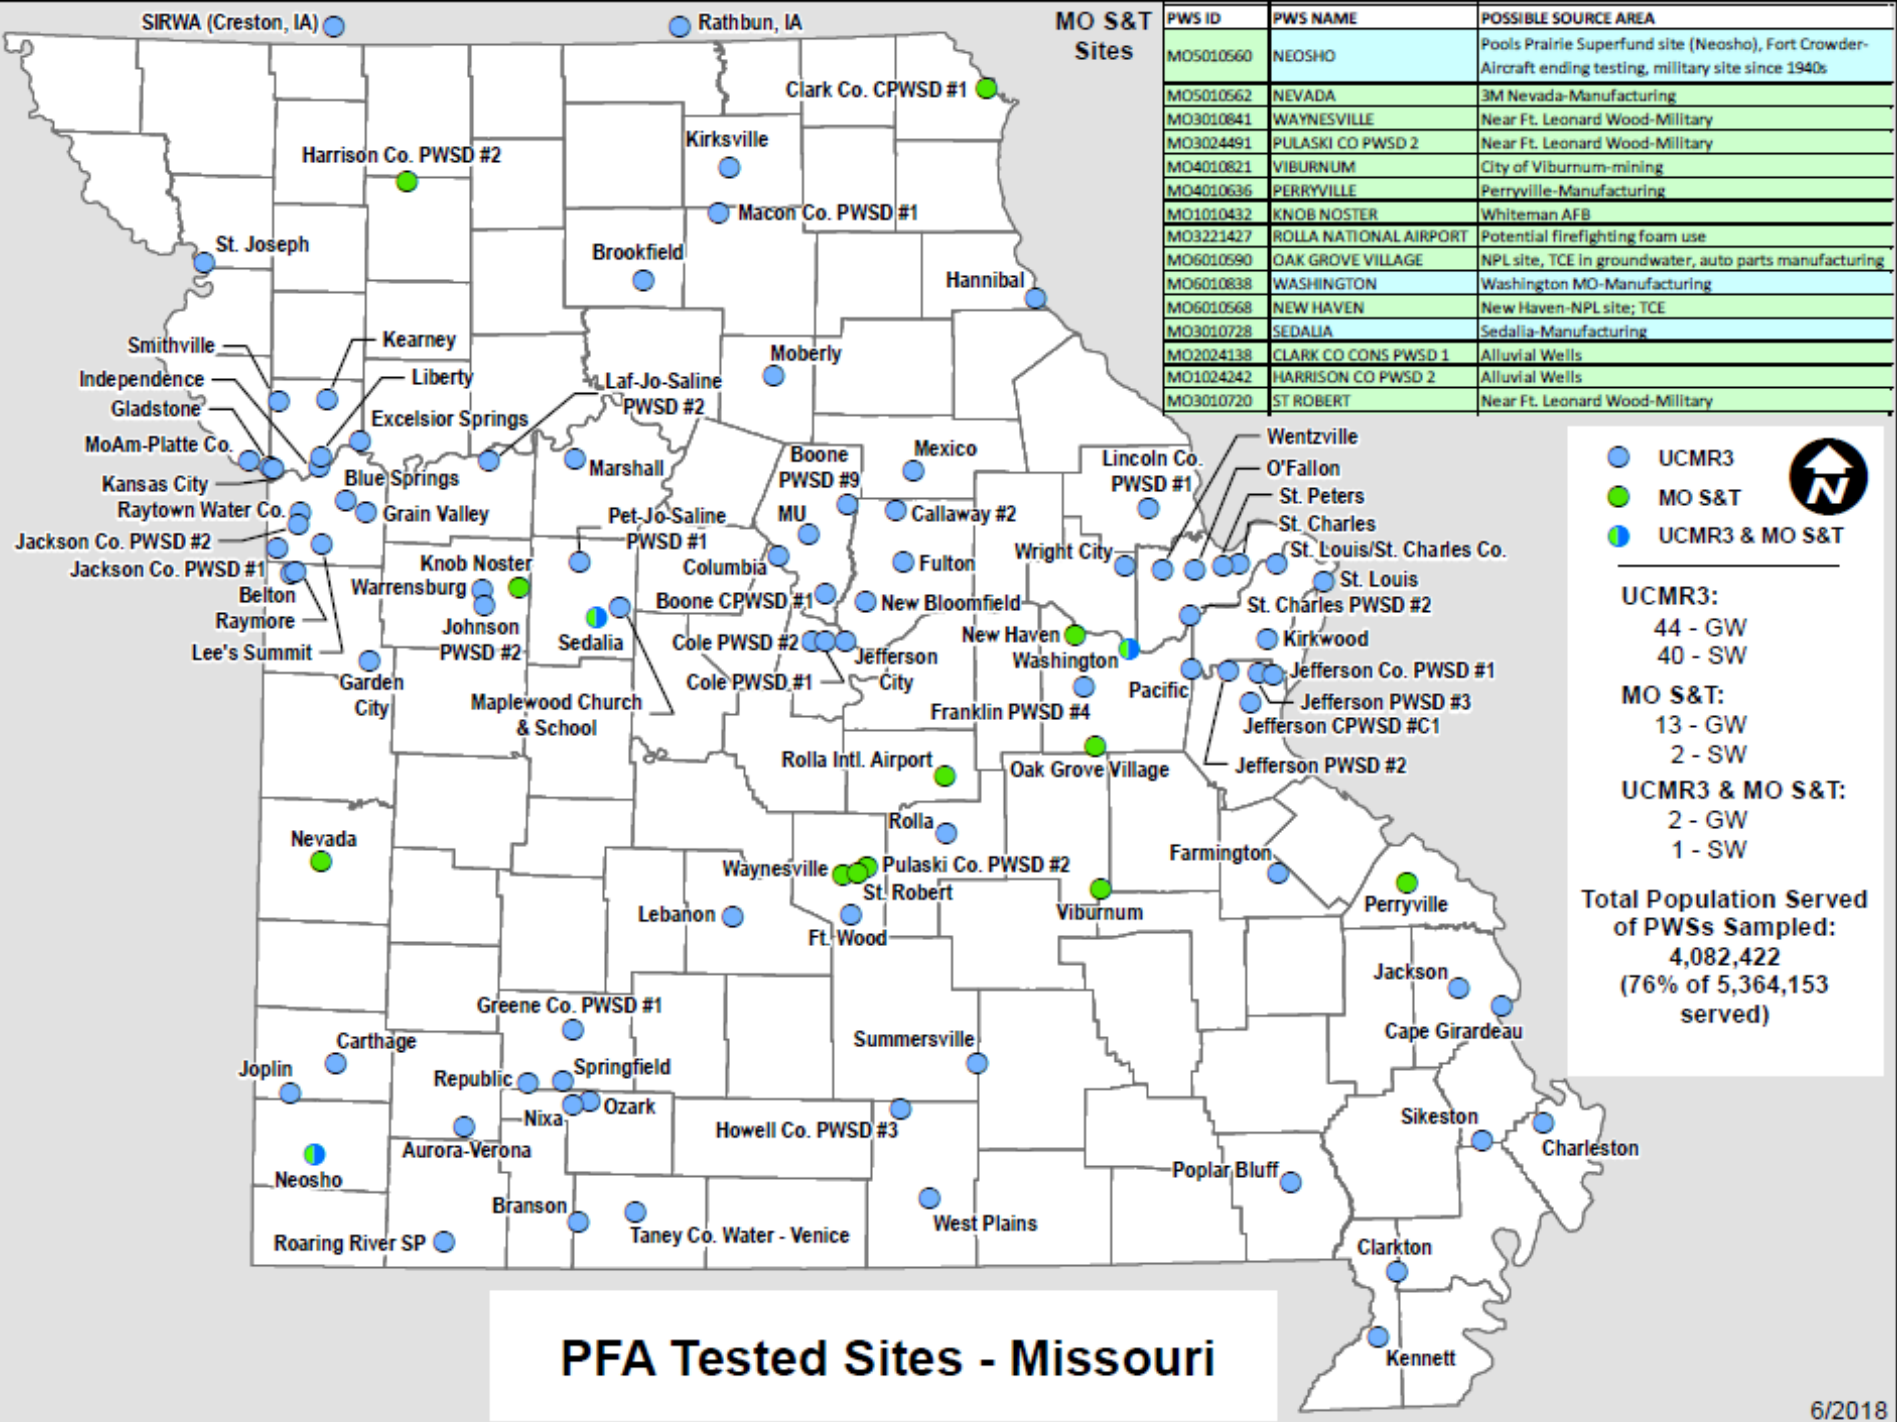 SIRWA (Creston, IA)
Rathbun, IA
MO S&T
Sites
PWS ID PWS NAME POSSIBLE SOURCE AREA
MO5010560 NEOSHO Pools Prairie Superfund site (Neosho), Fort Crowder-
Aircraft ending testing, military site since 1940s
MO5010562 NEVADA 3M Nevada-Manufacturing
MO3010841 WAYNESVILLE Near Ft. Leonard Wood-Military
MO3024491 PULASKI CO PWSD 2 Near Ft. Leonard Wood-Military
MO4010821 VIBURNUM City of Viburnum-mining
MO4010636 PERRYVILLE Perryville-Manufacturing
MO1010432 KNOB NOSTER Whiteman AFB
MO3221427 ROLLA NATIONAL AIRPORT Potential firefighting foam use
MO6010590 OAK GROVE VILLAGE NPL site, TCE in groundwater, auto parts manufacturing
MO6010838 WASHINGTON Washington MO-Manufacturing
MO6010568 NEW HAVEN New Haven-NPL site; TCE
MO3010728 SEDALIA Sedalia-Manufacturing
MO2024138 CLARK CO CONS PWSD 1 Alluvial Wells
MO1024242 HARRISON CO PWSD 2 Alluvial Wells
MO3010720 ST ROBERT Near Ft. Leonard Wood-Military
Clark Co. CPWSD #1
Kirksville
Harrison Co. PWSD #2
Macon Co. PWSD #1
St. Joseph
Brookfield
Hannibal
Smithville
Kearney
Moberly
Independence
Liberty
Laf-Jo-Saline
PWSD #2
Gladstone
Excelsior Springs
MoAm-Platte Co.
Marshall
Boone
PWSD #9
Mexico
Lincoln Co.
PWSD #1
Wentzville
O'Fallon
St. Peters
St. Charles
St. Louis/St. Charles Co.
St. Louis
St. Charles PWSD #2
Kansas City
Blue Springs
Raytown Water Co.
Grain Valley
Pet-Jo-Saline
PWSD #1
MU
Callaway #2
Jackson Co. PWSD #2
Wright City
Jackson Co. PWSD #1
Knob Noster
Columbia
Fulton
Warrensburg
Belton
Boone CPWSD #1
New Bloomfield
Raymore
Johnson
PWSD #2
Sedalia
Cole PWSD #2
Jefferson
City
New Haven
Washington
Kirkwood
Lee's Summit
Garden
City
Cole PWSD #1
Maplewood Church
& School
Pacific
Jefferson Co. PWSD #1
Jefferson PWSD #3
Franklin PWSD #4
Jefferson CPWSD #C1
Rolla Intl. Airport
Oak Grove Village
Jefferson PWSD #2
Rolla
Nevada
Waynesville
Pulaski Co. PWSD #2
St. Robert
Farmington
Lebanon
Ft. Wood
Viburnum
Perryville
Jackson
Greene Co. PWSD #1
Cape Girardeau
Carthage
Summersville
Joplin
Republic
Springfield
Nixa
Ozark
Howell Co. PWSD #3
Sikeston
Charleston
Aurora-Verona
Neosho
Poplar Bluff
Branson
West Plains
Roaring River SP
Taney Co. Water - Venice
Clarkton
Kennett
UCMR3
MO S&T
UCMR3 & MO S&T
N
UCMR3:
44 - GW
40 - SW
MO S&T:
13 - GW
2 - SW
UCMR3 & MO S&T:
2 - GW
1 - SW
Total Population Served
of PWSs Sampled:
4,082,422
(76% of 5,364,153
served)
PFA Tested Sites - Missouri
6/2018